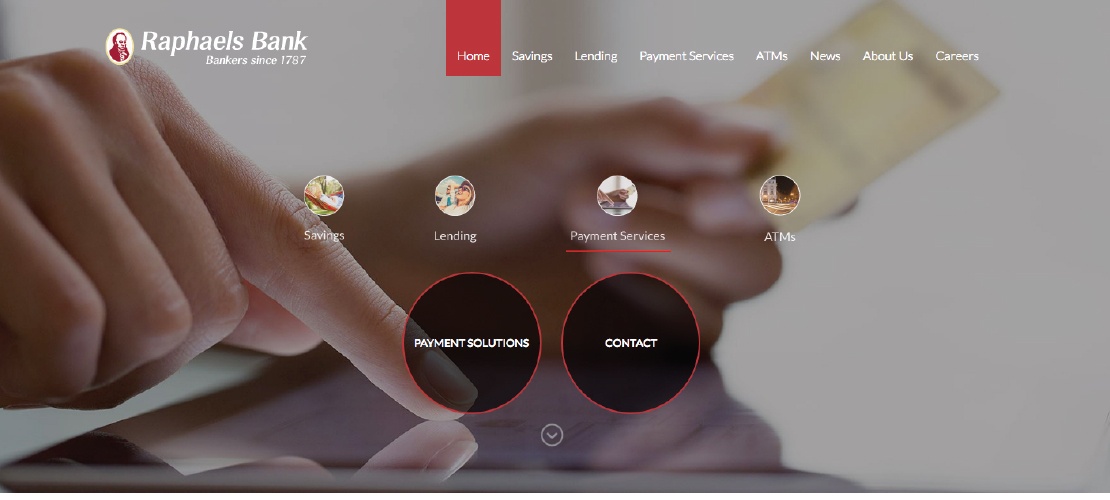 Raphaels Bank
Bankers since 1787
Home Savings Lending Payment Services ATMs News About Us Careers
Savings Lending Payment Services ATMs
PAYMENT SOLUTIONS CONTACT